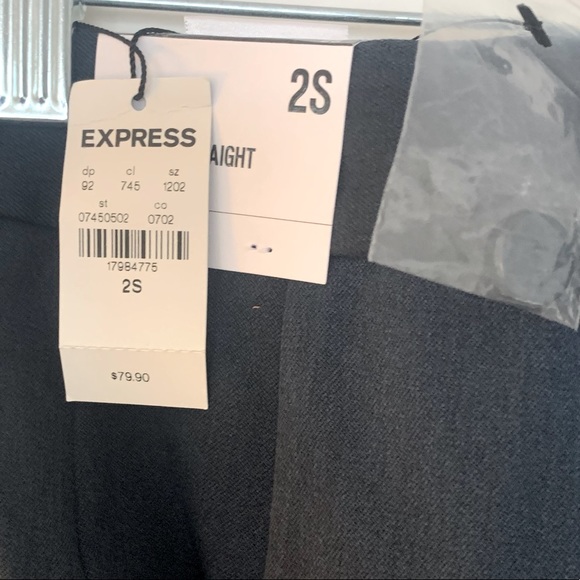 2S
AIGHT
EXPRESS
dp cl sz
92 745 1202
st co
07450502 0702
17984775
2S
$79.90